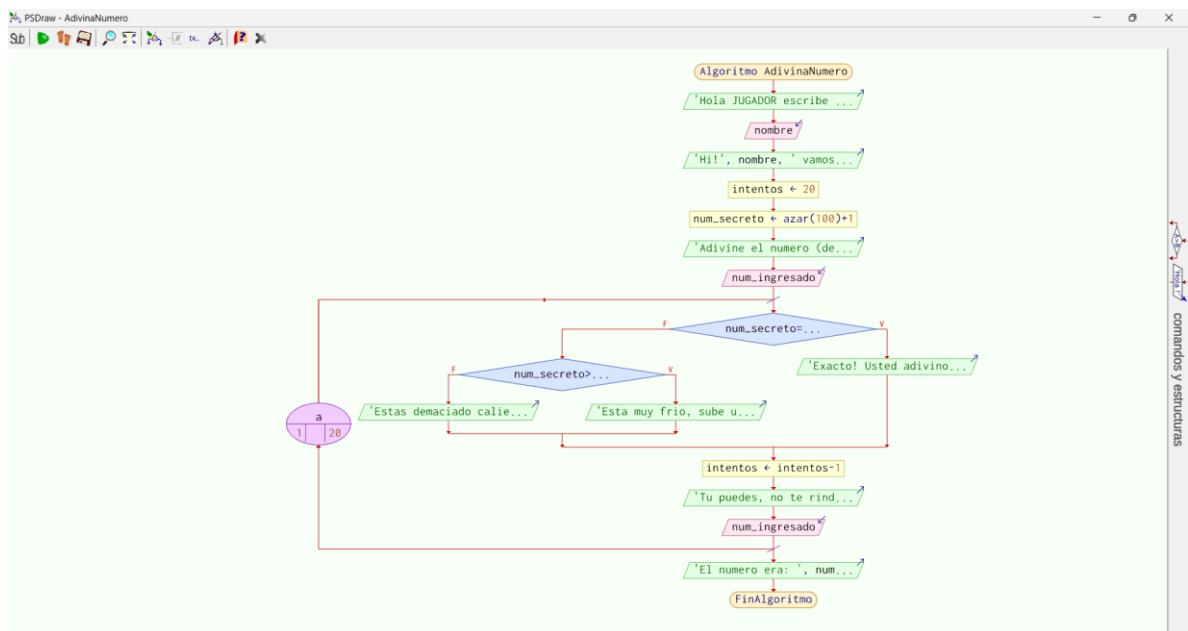 PSDraw - AdivinaNumero
Sub
Algoritmo AdivinaNumero
'Hola JUGADOR escribe ...
nombre
'Hi!', nombre, ' vamos...
intentos ← 20
num_secreto ← azar(100)+1
'Adivine el numero (de...
num_ingresado
num_secreto=...
F
V
'Exacto! Usted adivino...
num_secreto>...
F
V
'Estas demaciado calie...
'Esta muy frio, sube u...
a
1 20
intentos ← intentos-1
'Tu puedes, no te rind...
num_ingresado
'El numero era: ', num...
FinAlgoritmo
'Hola !'
comandos y estructuras